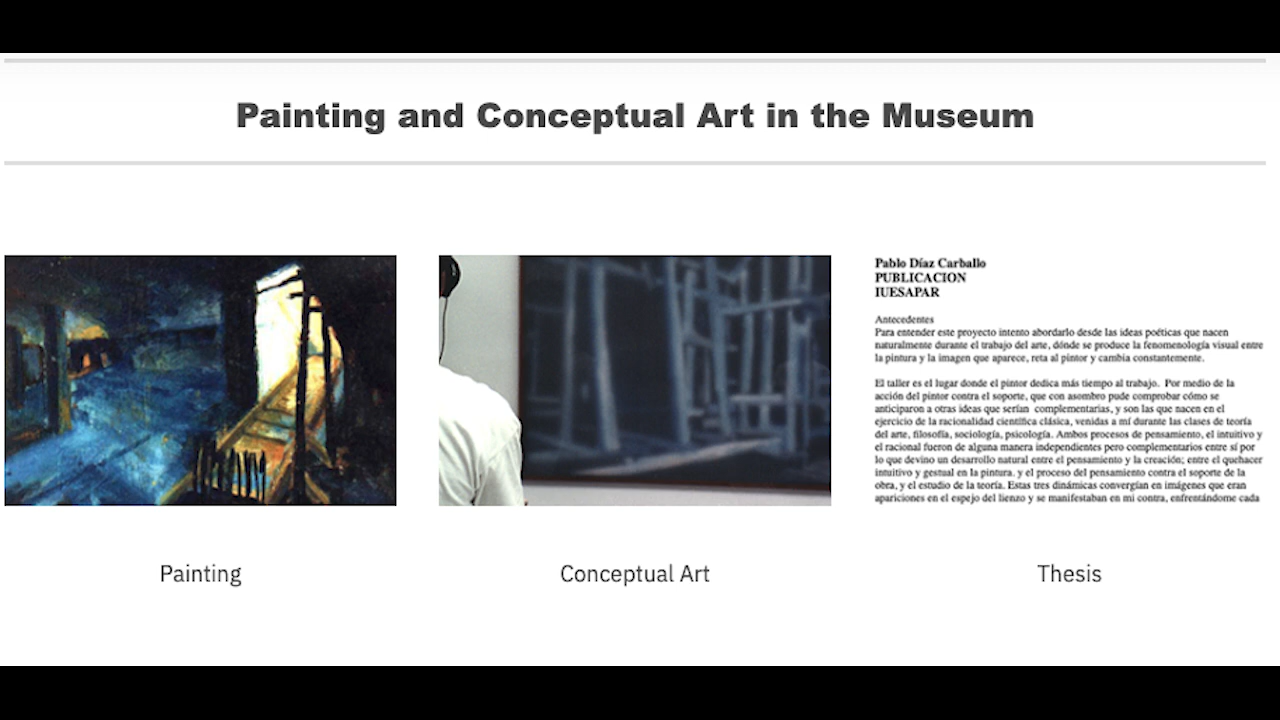 Painting and Conceptual Art in the Museum
Pablo Díaz Carballo
PUBLICACION
IUESAPAR
Antecedentes
Para entender este proyecto intento abordarlo desde las ideas poéticas que nacen
naturalmente durante el trabajo del arte, dónde se produce la fenomenología visual entre
la pintura y la imagen que aparece, reta al pintor y cambia constantemente.
El taller es el lugar donde el pintor dedica más tiempo al trabajo. Por medio de la
acción del pintor contra el soporte, que con asombro pude comprobar cómo se
anticiparon a otras ideas que serían complementarias, y son las que nacen en el
ejercicio de la racionalidad científica clásica, venidas a mí durante las clases de teoría
del arte, filosofía, sociología, psicología. Ambos procesos de pensamiento, el intuitivo y
el racional fueron de alguna manera independientes pero complementarios entre sí por
lo que devino un desarrollo natural entre el pensamiento y la creación; entre el quehacer
intuitivo y gestual en la pintura. y el proceso del pensamiento contra el soporte de la
obra, y el estudio de la teoría. Estas tres dinámicas convergían en imágenes que eran
apariciones en el espejo del lienzo y se manifestaban en mi contra, enfrentándome cada
Painting
Conceptual Art
Thesis